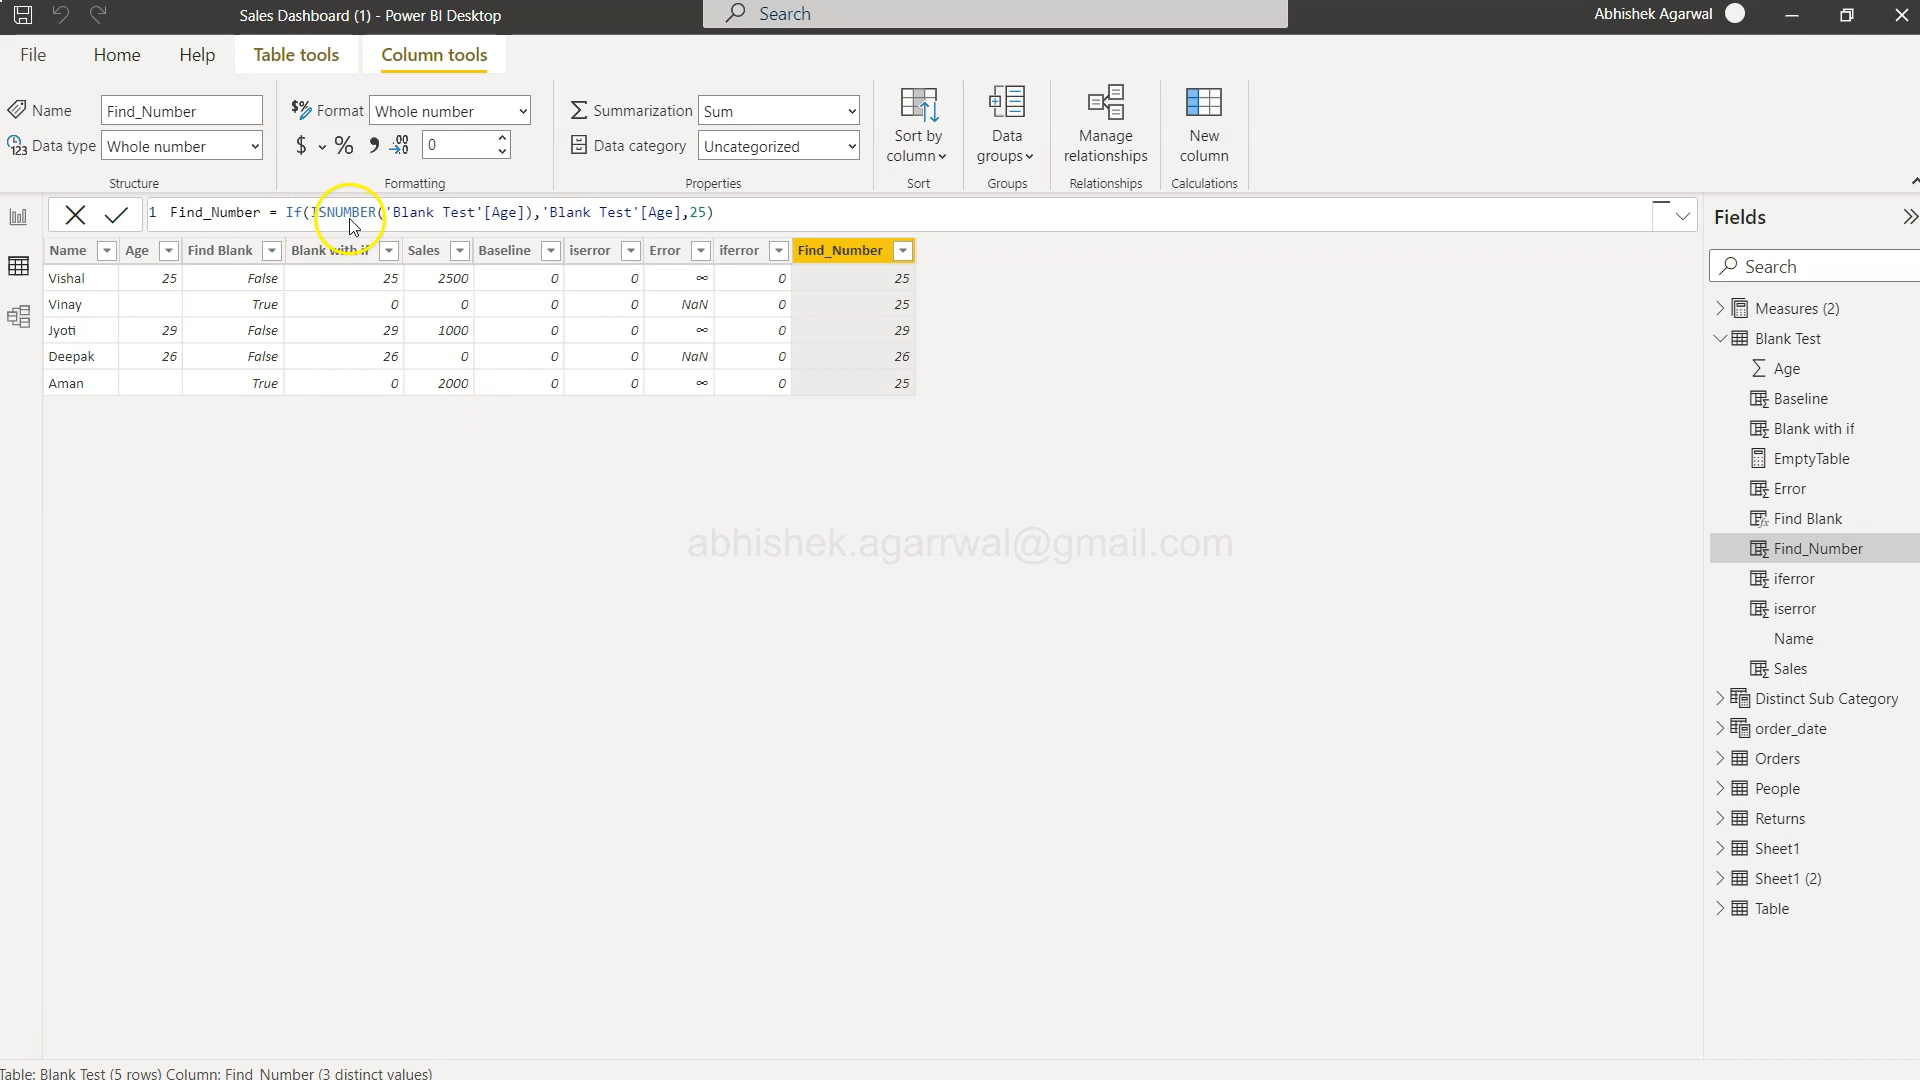 Sales Dashboard (1) - Power BI Desktop
Search
Abhishek Agarwal
File Home Help Table tools Column tools
Name Find_Number
Data type Whole number
Structure
Format Whole number
$ % 0
Formatting
Summarization Sum
Data category Uncategorized
Properties
Sort by column
Sort
Data groups
Groups
Manage relationships
Relationships
New column
Calculations
1 Find_Number = If(ISNUMBER('Blank Test'[Age]),'Blank Test'[Age],25)
Name Age Find Blank Blank with if Sales Baseline iserror Error iferror Find_Number
Vishal 25 False 25 2500 0 0 ∞ 0 25
Vinay True 0 0 0 0 NaN 0 25
Jyoti 29 False 29 1000 0 0 ∞ 0 29
Deepak 26 False 26 0 0 0 NaN 0 26
Aman True 0 2000 0 0 ∞ 0 25
abhishek.agarrwal@gmail.com
Fields
Search
Measures (2)
Blank Test
Age
Baseline
Blank with if
EmptyTable
Error
Find Blank
Find_Number
iferror
iserror
Name
Sales
Distinct Sub Category
order_date
Orders
People
Returns
Sheet1
Sheet1 (2)
Table
Table: Blank Test (5 rows) Column: Find_Number (3 distinct values)